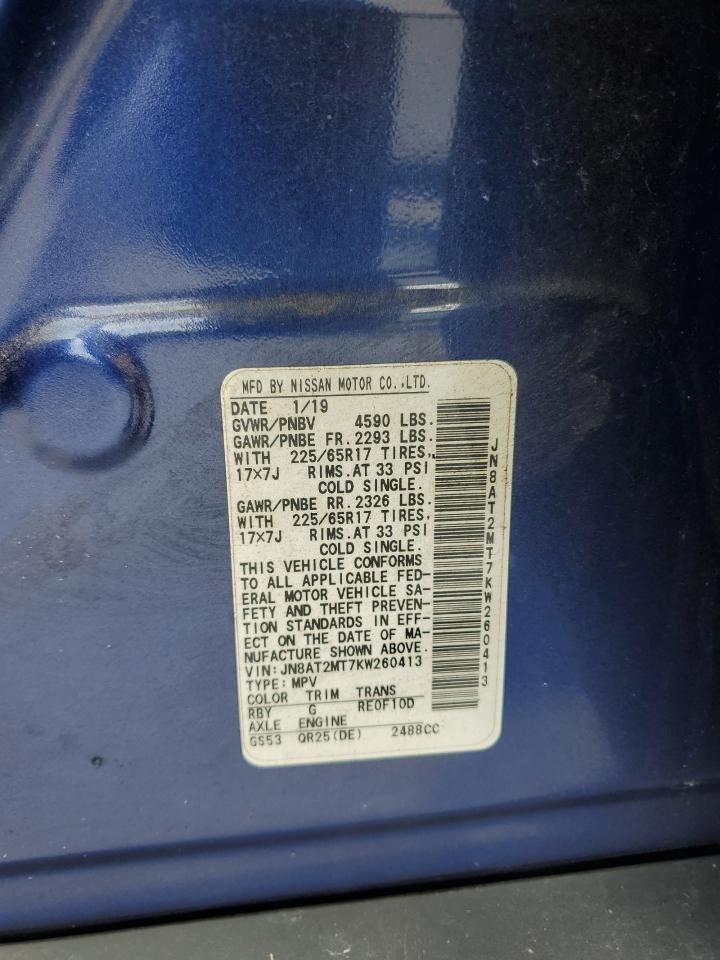 MFD BY NISSAN MOTOR CO.,LTD.
DATE 1/19
GVWR/PNBV 4590 LBS.
GAWR/PNBE FR. 2293 LBS.
WITH 225/65R17 TIRES,
17×7J RIMS. AT 33 PSI
COLD SINGLE.
GAWR/PNBE RR. 2326 LBS.
WITH 225/65R17 TIRES,
17×7J RIMS. AT 33 PSI
COLD SINGLE.
THIS VEHICLE CONFORMS
TO ALL APPLICABLE FED-
ERAL MOTOR VEHICLE SA-
FETY AND THEFT PREVEN-
TION STANDARDS IN EFF-
ECT ON THE DATE OF MA-
NUFACTURE SHOWN ABOVE.
VIN:JN8AT2MT7KW260413
TYPE: MPV
COLOR TRIM TRANS
RBY G RE0F10D
AXLE ENGINE
GS53 QR25(DE) 2488CC
JN8AT2MT7KW260413